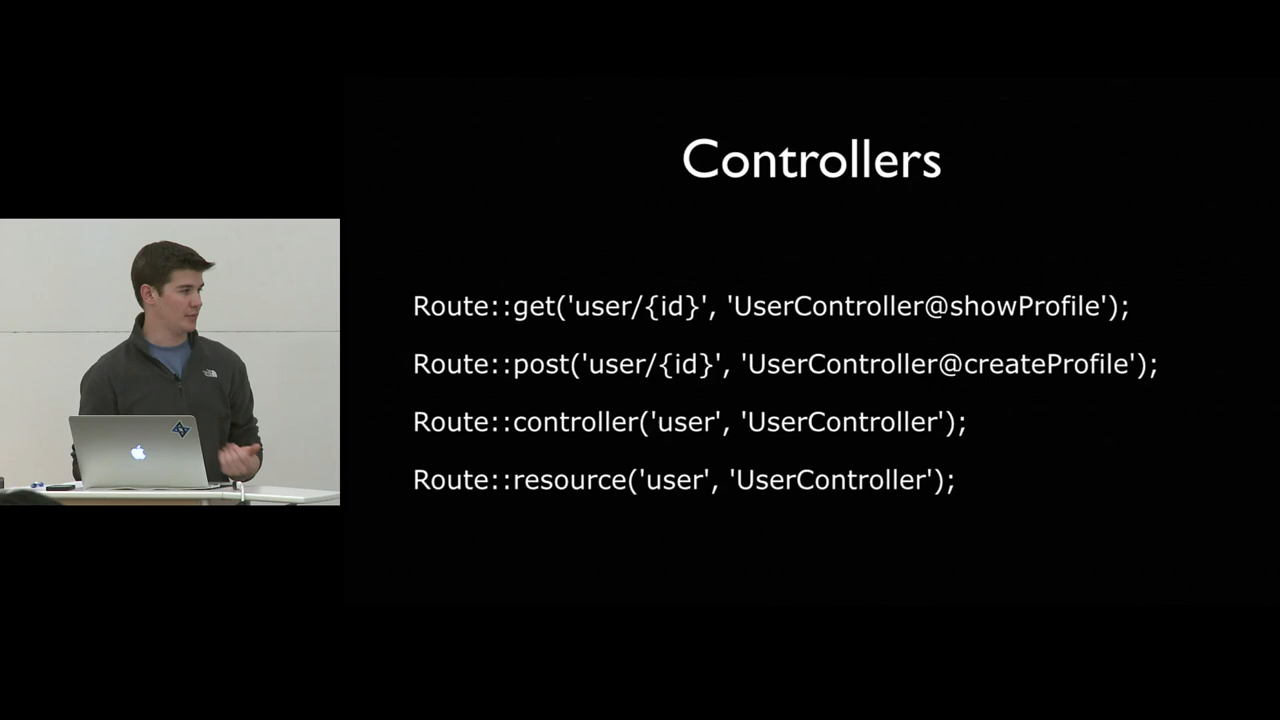 Controllers
Route::get('user/{id}', 'UserController@showProfile');
Route::post('user/{id}', 'UserController@createProfile');
Route::controller('user', 'UserController');
Route::resource('user', 'UserController');